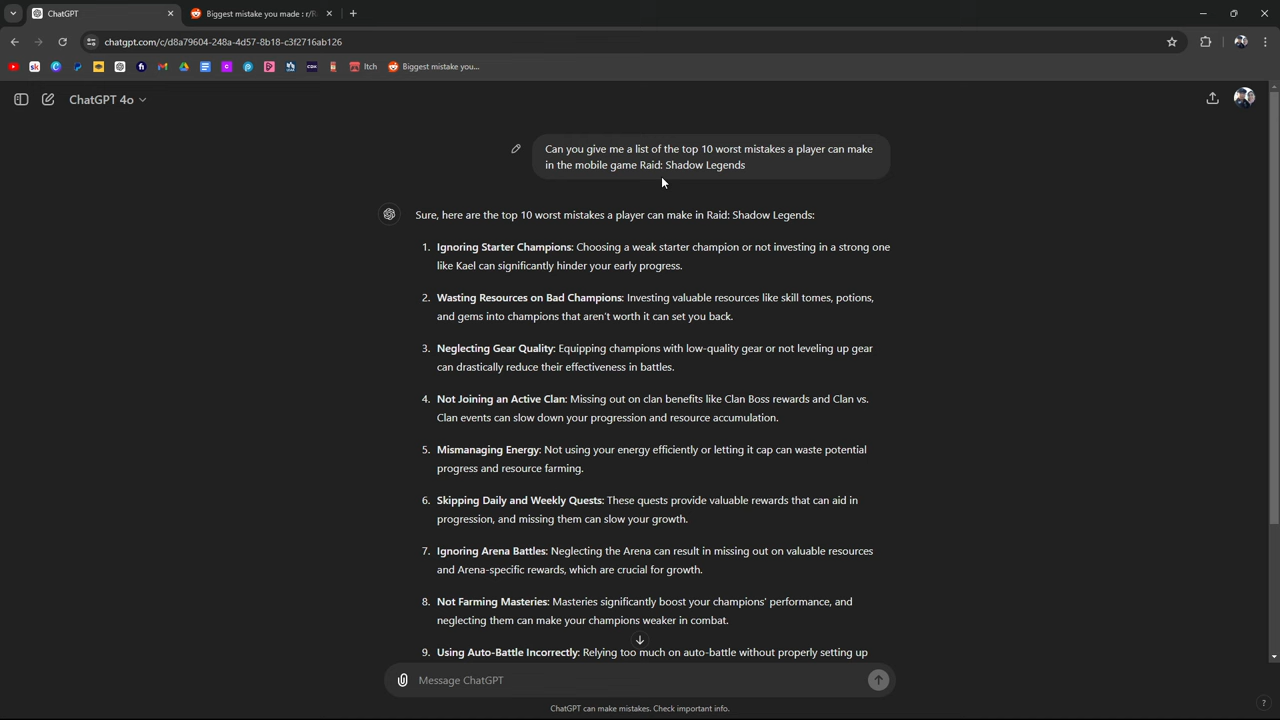 ChatGPT
Biggest mistake you made : r/R
chatgpt.com/c/d8a79604-248a-4d57-8b18-c3f2716ab126
Itch
Biggest mistake you...
ChatGPT 4o
Can you give me a list of the top 10 worst mistakes a player can make
in the mobile game Raid: Shadow Legends
Sure, here are the top 10 worst mistakes a player can make in Raid: Shadow Legends:
1. Ignoring Starter Champions: Choosing a weak starter champion or not investing in a strong one
like Kael can significantly hinder your early progress.
2. Wasting Resources on Bad Champions: Investing valuable resources like skill tomes, potions,
and gems into champions that aren't worth it can set you back.
3. Neglecting Gear Quality: Equipping champions with low-quality gear or not leveling up gear
can drastically reduce their effectiveness in battles.
4. Not Joining an Active Clan: Missing out on clan benefits like Clan Boss rewards and Clan vs.
Clan events can slow down your progression and resource accumulation.
5. Mismanaging Energy: Not using your energy efficiently or letting it cap can waste potential
progress and resource farming.
6. Skipping Daily and Weekly Quests: These quests provide valuable rewards that can aid in
progression, and missing them can slow your growth.
7. Ignoring Arena Battles: Neglecting the Arena can result in missing out on valuable resources
and Arena-specific rewards, which are crucial for growth.
8. Not Farming Masteries: Masteries significantly boost your champions' performance, and
neglecting them can make your champions weaker in combat.
9. Using Auto-Battle Incorrectly: Relying too much on auto-battle without properly setting up
Message ChatGPT
ChatGPT can make mistakes. Check important info.
?